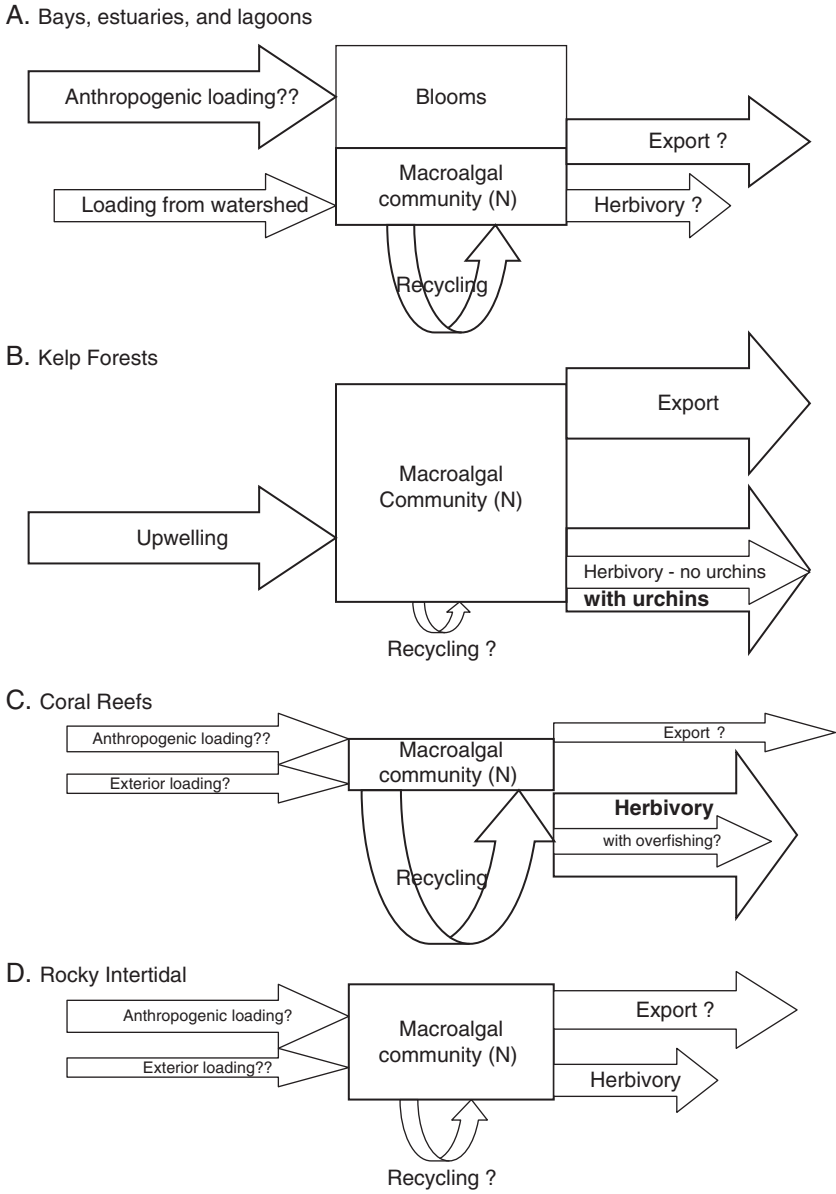 A. Bays, estuaries, and lagoons
Anthropogenic loading??
Blooms
Export ?
Macroalgal
community (N)
Loading from watershed
Herbivory ?
Recycling
B. Kelp Forests
Export
Macroalgal
Community (N)
Upwelling
Herbivory - no urchins
with urchins
Recycling ?
C. Coral Reefs
Anthropogenic loading??
Macroalgal
community (N)
Export ?
Exterior loading?
Herbivory
with overfishing?
Recycling
D. Rocky Intertidal
Anthropogenic loading?
Macroalgal
community (N)
Export ?
Exterior loading??
Herbivory
Recycling ?